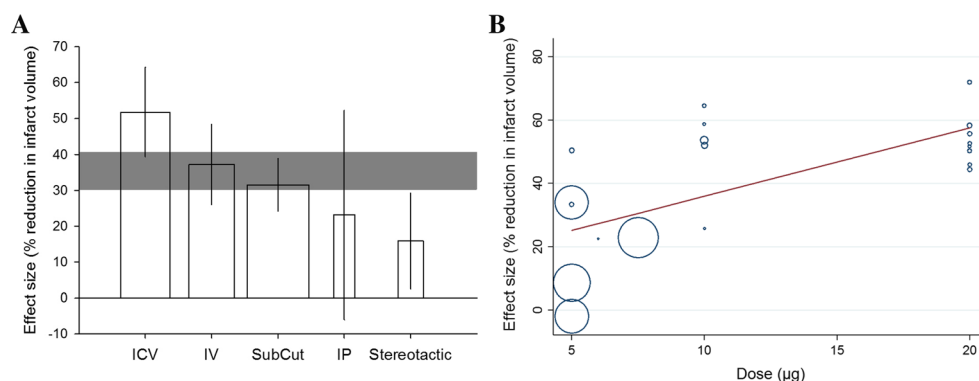 A
Effect size (% reduction in infarct volume)
70
60
50
40
30
20
10
0
-10
ICV IV SubCut IP Stereotactic
B
Effect size (% reduction in infarct volume)
80
60
40
20
0
5 10 15 20
Dose (µg)